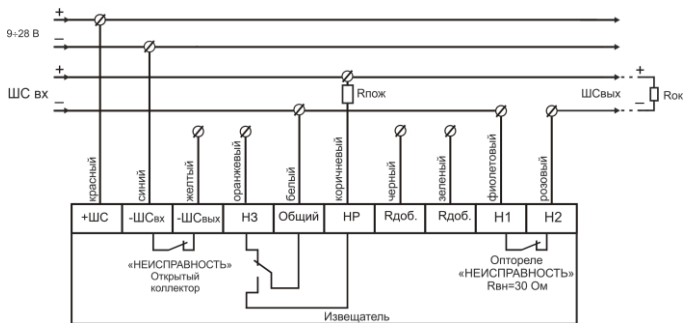 +
9÷28 В
–
+
+
ШС вх
Rпож
ШСвых
Rок
–
–
красный
синий
желтый
оранжевый
белый
коричневый
черный
зеленый
фиолетовый
розовый
+ШС
-ШСвх
-ШСвых
НЗ
Общий
НР
Rдоб.
Rдоб.
Н1
Н2
«НЕИСПРАВНОСТЬ»
Открытый
коллектор
Оптореле
«НЕИСПРАВНОСТЬ»
Rвн=30 Ом
Извещатель